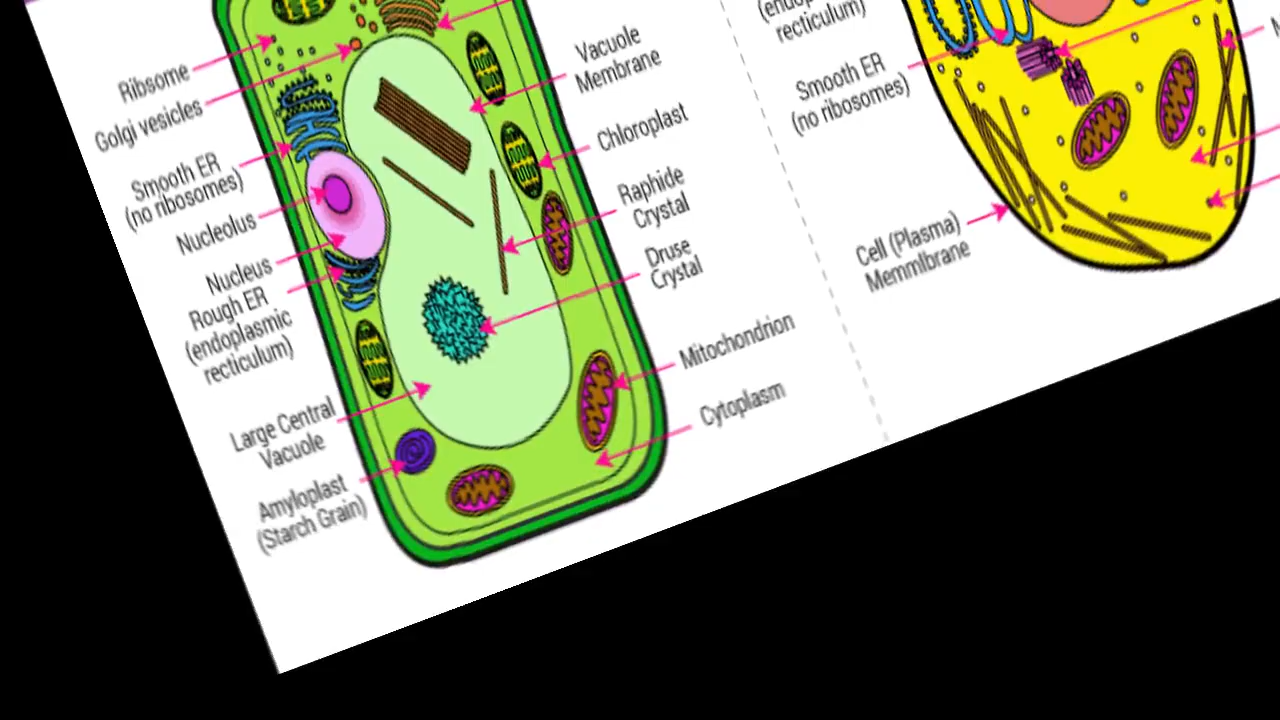 Ribsome
Golgi vesicles
Smooth ER
(no ribosomes)
Nucleolus
Nucleus
Rough ER
(endoplasmic
recticulum)
Large Central
Vacuole
Amyloplast
(Starch Grain)
Vacuole
Membrane
Chloroplast
Raphide
Crystal
Druse
Crystal
Mitochondrion
Cytoplasm
recticulum)
Smooth ER
(no ribosomes)
Cell (Plasma)
Memmlbrane